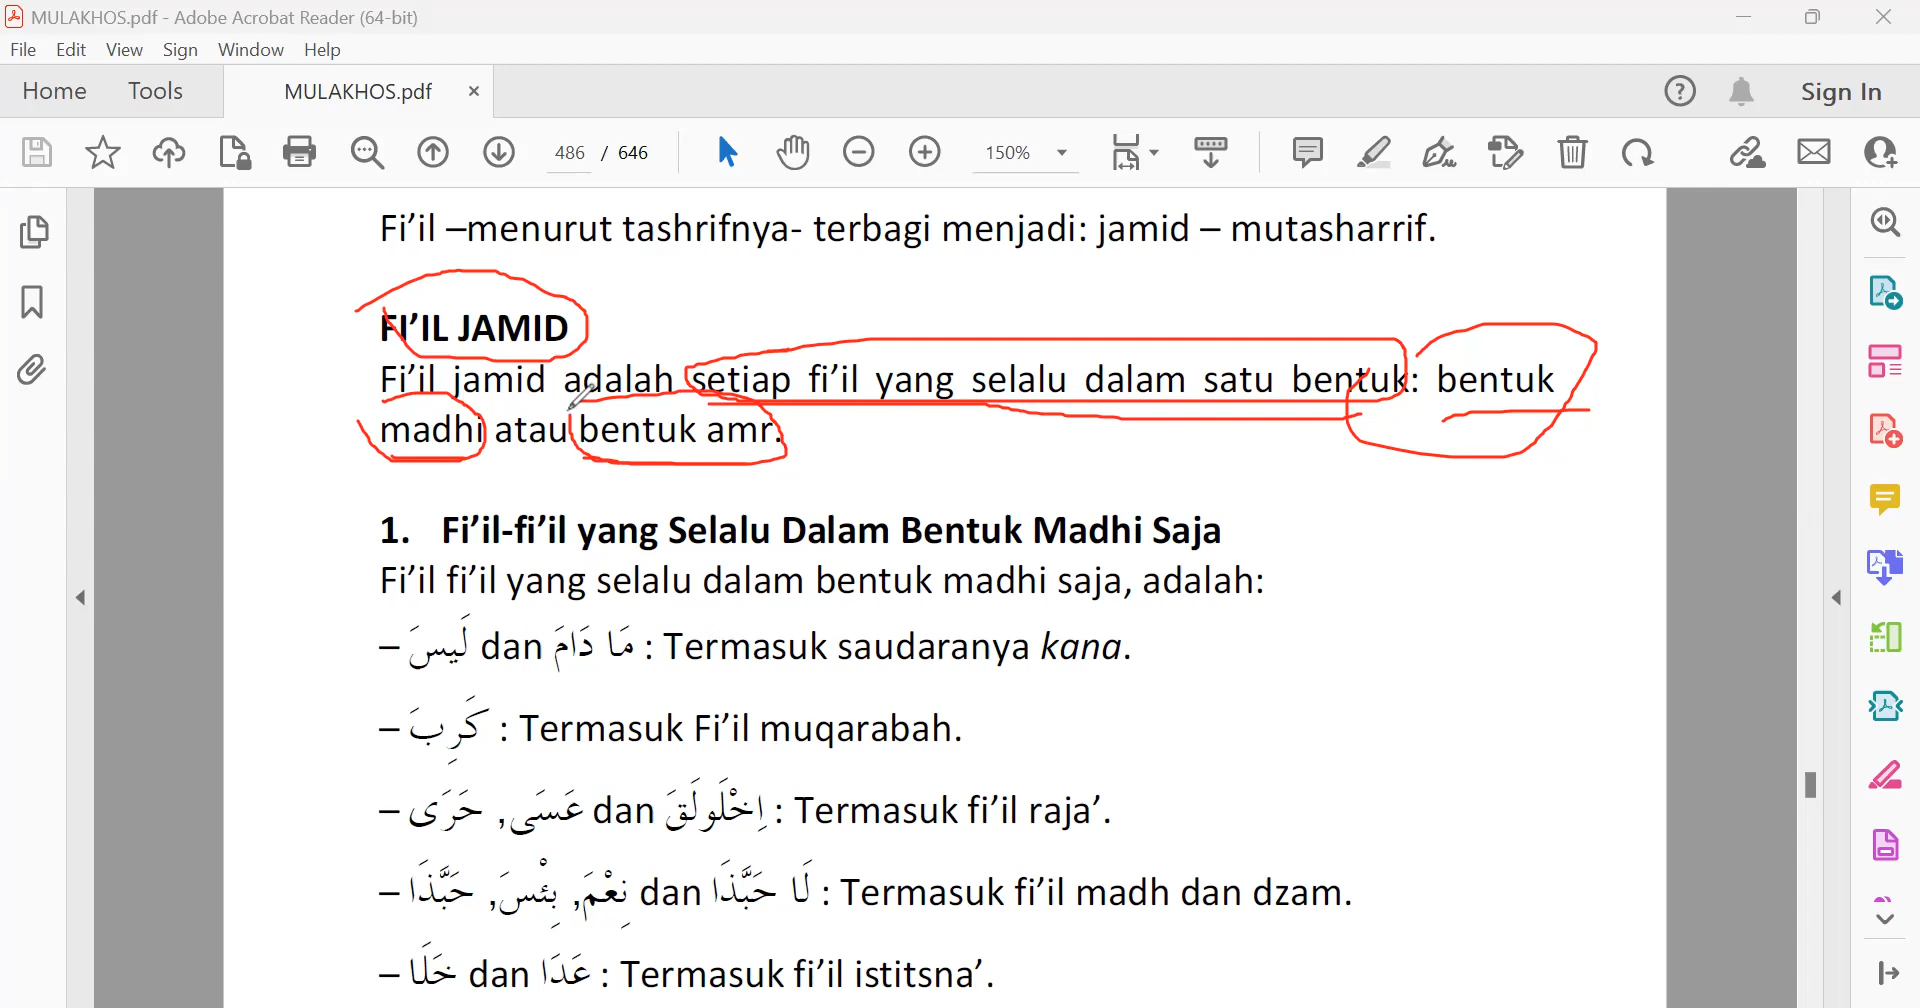 MULAKHOS.pdf - Adobe Acrobat Reader (64-bit)
File Edit View Sign Window Help
Home Tools MULAKHOS.pdf × Sign In
486 / 646 150%
Fi’il –menurut tashrifnya- terbagi menjadi: jamid – mutasharrif.
FI’IL JAMID
Fi’il jamid adalah setiap fi’il yang selalu dalam satu bentuk: bentuk
madhi atau bentuk amr.
1. Fi’il-fi’il yang Selalu Dalam Bentuk Madhi Saja
Fi’il fi’il yang selalu dalam bentuk madhi saja, adalah:
– لَيسَ dan مَا دَامَ : Termasuk saudaranya kana.
– كَرِبَ : Termasuk Fi’il muqarabah.
– حَرَى ,عَسَى dan اِخْلَولَقَ : Termasuk fi’il raja’.
– حَبَّذَا ,بِئْسَ ,نِعْمَ dan لَا حَبَّذَا : Termasuk fi’il madh dan dzam.
– خَلَا dan عَدَا : Termasuk fi’il istitsna’.